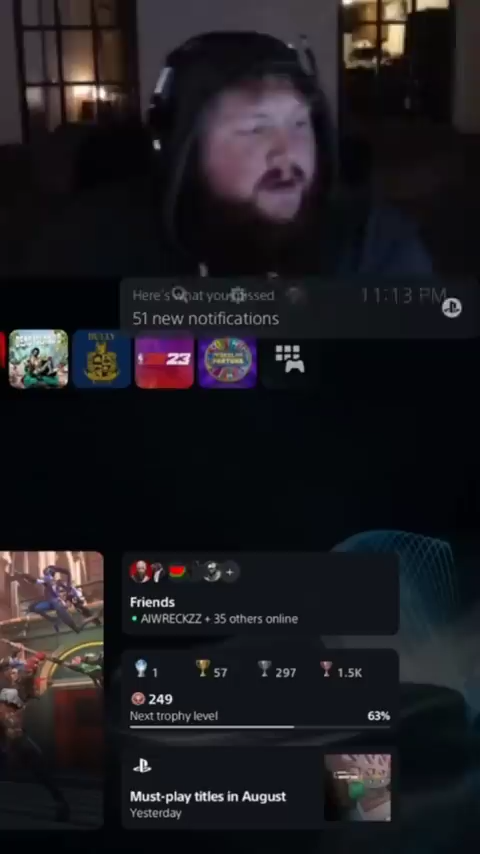 Here's what you missed
11:13 PM
51 new notifications
BULLY
23
Friends
AIWRECKZZ + 35 others online
1
57
297
1.5K
249
Next trophy level
63%
Must-play titles in August
Yesterday